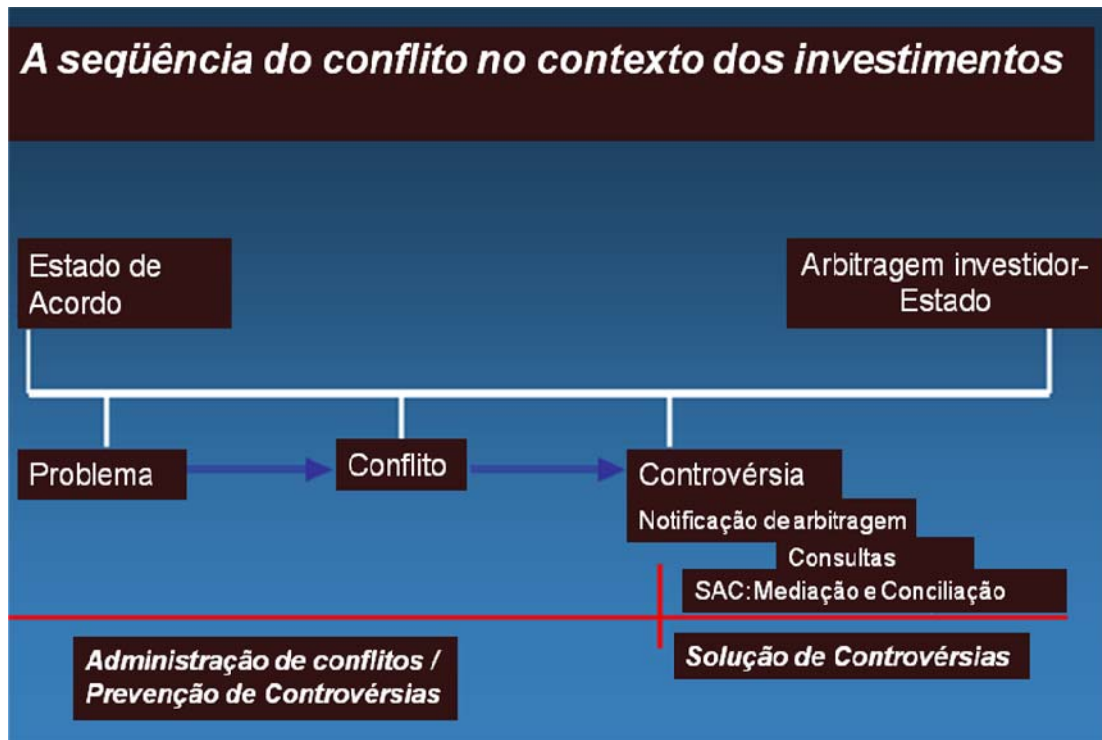 A seqüência do conflito no contexto dos investimentos
Estado de
Acordo
Arbitragem investidor-
Estado
Problema
Conflito
Controvérsia
Notificação de arbitragem
Consultas
SAC: Mediação e Conciliação
Administração de conflitos /
Prevenção de Controvérsias
Solução de Controvérsias